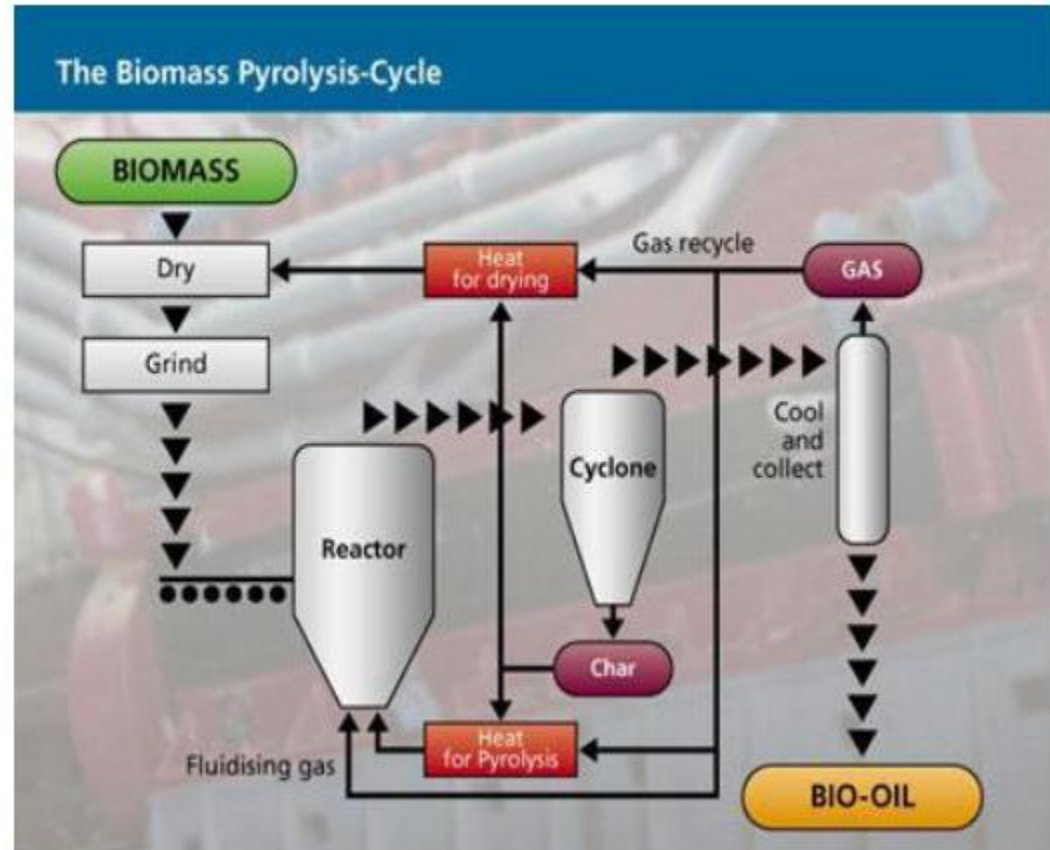 The Biomass Pyrolysis-Cycle
BIOMASS
Dry
Heat
for drying
Gas recycle
GAS
Grind
Cool
and
collect
Cyclone
Reactor
Char
Heat
for Pyrolysis
Fluidising gas
BIO-OIL